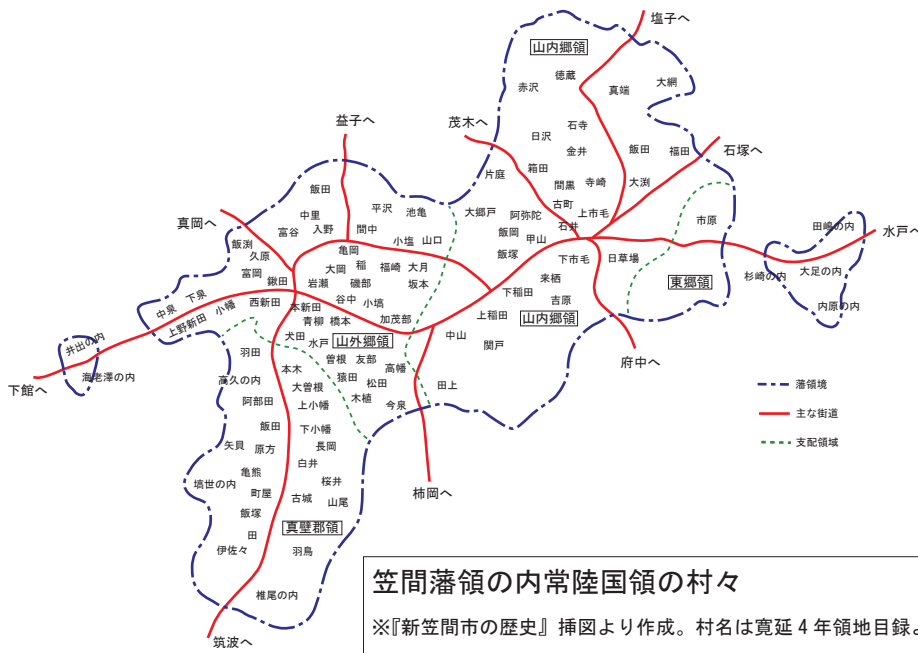 塩子へ
山内郷領
徳蔵
赤沢
真端
大網
益子へ
茂木へ
石塚へ
日沢
石寺
金井
飯田
福田
片庭
箱田
間黒
寺崎
大渕
古町
上市毛
石井
大郷戸
阿弥陀
飯岡
甲山
飯塚
市原
田嶋の内
水戸へ
杉崎の内
大足の内
内原の内
東郷領
下市毛
日草場
来栖
下稲田
吉原
山内郷領
上稲田
中山
関戸
府中へ
田上
飯田
中里
平沢
池亀
富谷
入野
間中
小塩
山口
真岡へ
飯渕
久原
富岡
鍬田
亀岡
大岡
稲
福崎
大月
岩瀬
磯部
坂本
谷中
小塙
本新田
西新田
青柳
橋本
加茂部
中泉
下泉
上野新田
小幡
井出の内
海老澤の内
下館へ
犬田
水戸
山外郷領
羽田
曽根
友部
高幡
本木
猿田
松田
高久の内
大曽根
木植
今泉
阿部田
上小幡
飯田
下小幡
矢貝
原方
長岡
白井
亀熊
桜井
塙世の内
町屋
古城
山尾
飯塚
真壁郡領
田
伊佐々
羽鳥
椎尾の内
筑波へ
柿岡へ
藩領境
主な街道
支配領域
笠間藩領の内常陸国領の村々
※『新笠間市の歴史』挿図より作成。村名は寛延4年領地目録。